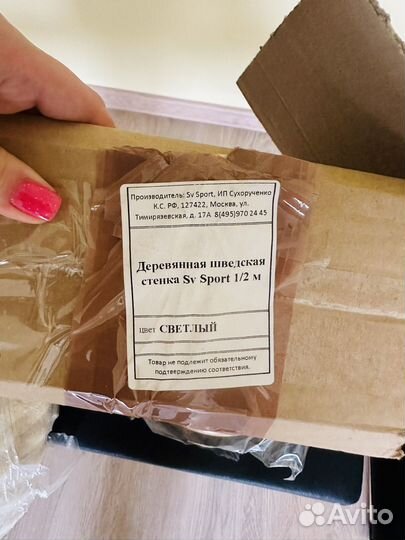 Производитель: Sv Sport, ИП Сухорученко
К.С. РФ, 127422, Москва, ул.
Тимирязевская, д. 17А 8(495)970 24 45
Деревянная шведская
стенка Sv Sport 1/2 м
цвет СВЕТЛЫЙ
Товар не подлежит обязательному
подтверждению соответствия.
Avito